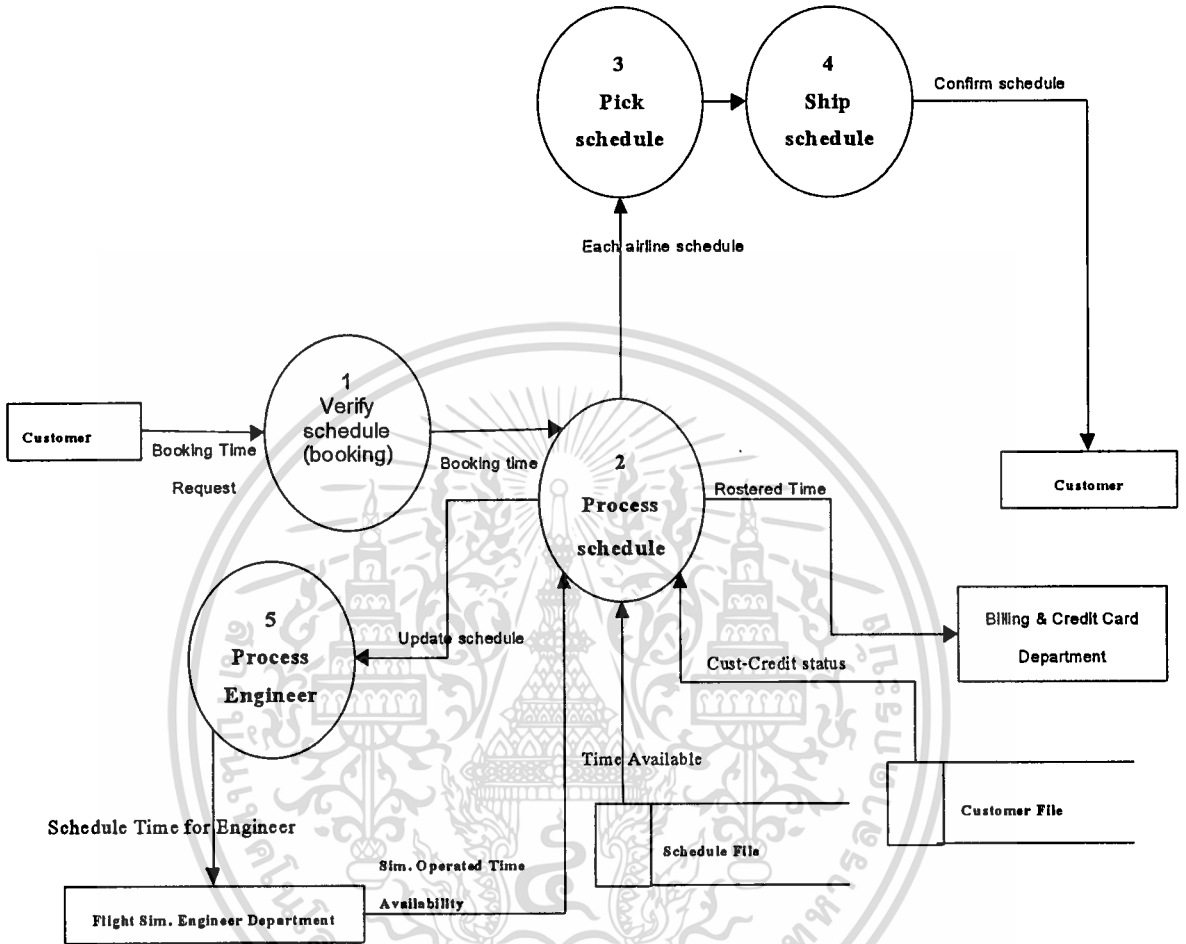 3
Pick
schedule
4
Ship
schedule
Confirm schedule
Each airline schedule
1
Verify
schedule
(booking)
Customer
Booking Time
Request
Booking time
2
Process
schedule
Rostered Time
Customer
5
Process
Engineer
Update schedule
Billing & Credit Card
Department
Cust-Credit status
Time Available
Customer File
Schedule File
Schedule Time for Engineer
Sim. Operated Time
Availability
Flight Sim. Engineer Department